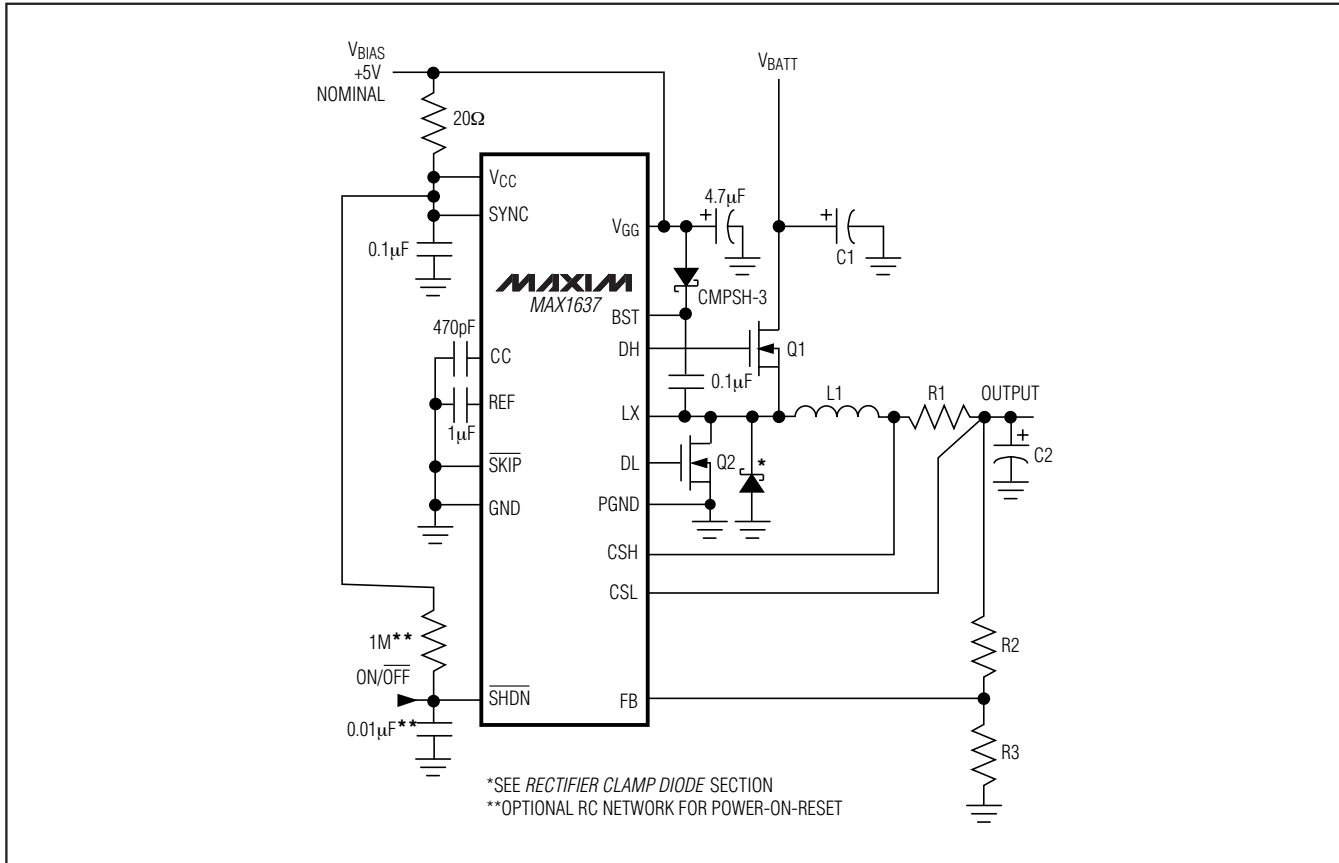 VBIAS
+5V
NOMINAL
VBATT
20Ω
VCC
SYNC
0.1µF
4.7µF
+
VGG
+
C1
MAXIM
MAX1637
CMPSH-3
BST
470pF
CC
DH
Q1
0.1µF
REF
1µF
LX
L1
R1
OUTPUT
+
C2
SKIP
DL
Q2
*
GND
PGND
CSH
CSL
1M**
R2
ON/OFF
SHDN
FB
0.01µF**
R3
*SEE RECTIFIER CLAMP DIODE SECTION
**OPTIONAL RC NETWORK FOR POWER-ON-RESET